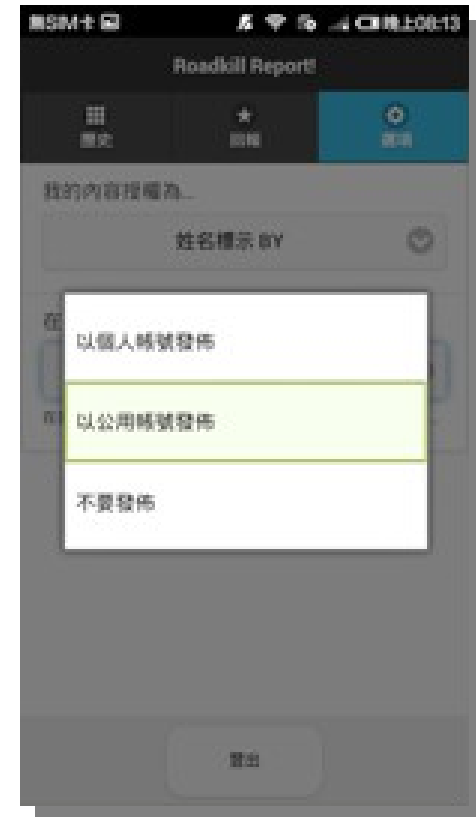 無SIM卡 晚上08:13
Roadkill Report!
歷史 回報 選項
我的內容授權為...
姓名標示 BY
在
以個人帳號發佈
以公用帳號發佈
不要發佈
登出